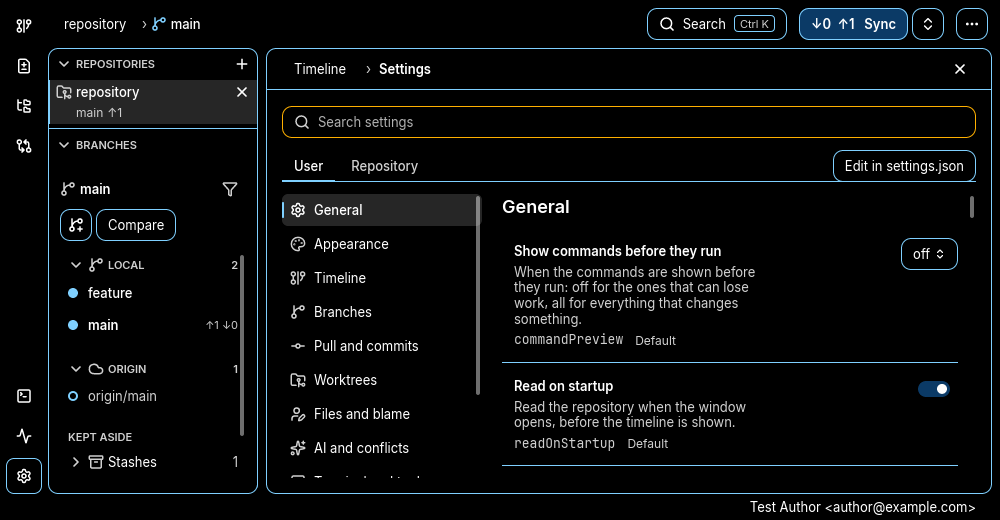 repository › main
Search Ctrl K
↓0 ↑1 Sync
REPOSITORIES
repository
main ↑1
BRANCHES
main
Compare
LOCAL 2
feature
main ↑1 ↓0
ORIGIN 1
origin/main
KEPT ASIDE
Stashes 1
Timeline › Settings
Search settings
User
Repository
Edit in settings.json
General
Appearance
Timeline
Branches
Pull and commits
Worktrees
Files and blame
AI and conflicts
General
Show commands before they run
off
When the commands are shown before
they run: off for the ones that can lose
work, all for everything that changes
something.
commandPreview Default
Read on startup
Read the repository when the window
opens, before the timeline is shown.
readOnStartup Default
Test Author <author@example.com>